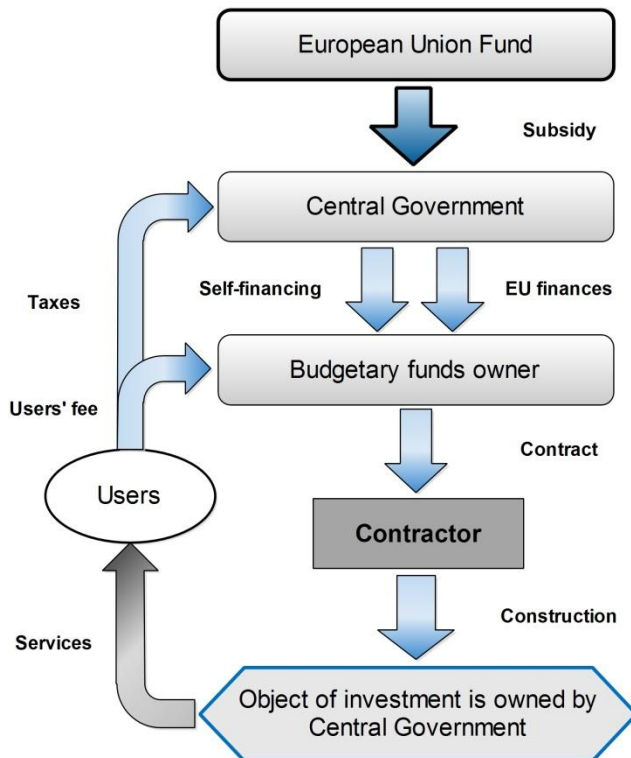 European Union Fund
Subsidy
Central Government
Self-financing
EU finances
Taxes
Budgetary funds owner
Users' fee
Contract
Users
Contractor
Construction
Services
Object of investment is owned by
Central Government